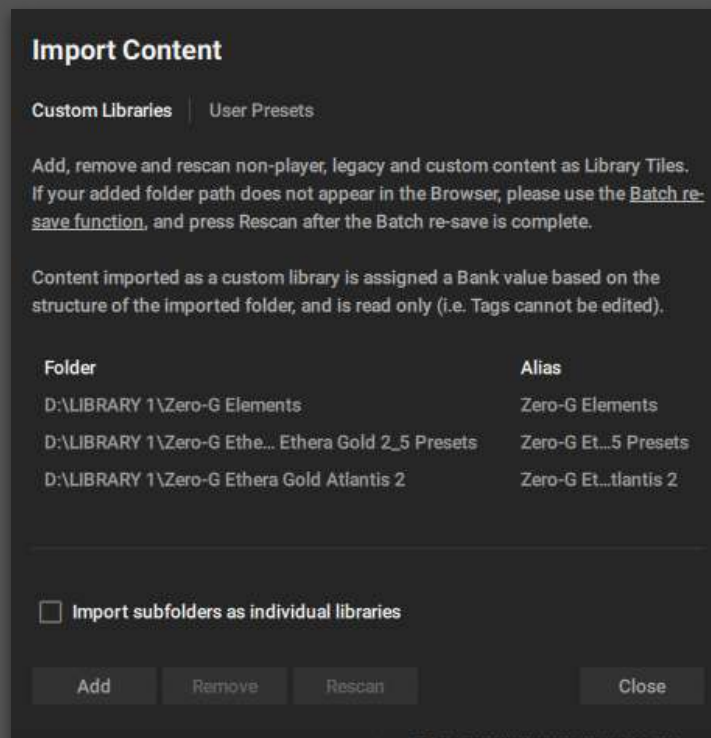 Import Content
Custom Libraries | User Presets
Add, remove and rescan non-player, legacy and custom content as Library Tiles.
If your added folder path does not appear in the Browser, please use the Batch re-
save function, and press Rescan after the Batch re-save is complete.
Content imported as a custom library is assigned a Bank value based on the
structure of the imported folder, and is read only (i.e. Tags cannot be edited).
Folder Alias
D:\LIBRARY 1\Zero-G Elements Zero-G Elements
D:\LIBRARY 1\Zero-G Ethe... Ethera Gold 2_5 Presets Zero-G Et...5 Presets
D:\LIBRARY 1\Zero-G Ethera Gold Atlantis 2 Zero-G Et...tlantis 2
Import subfolders as individual libraries
Add Remove Rescan Close